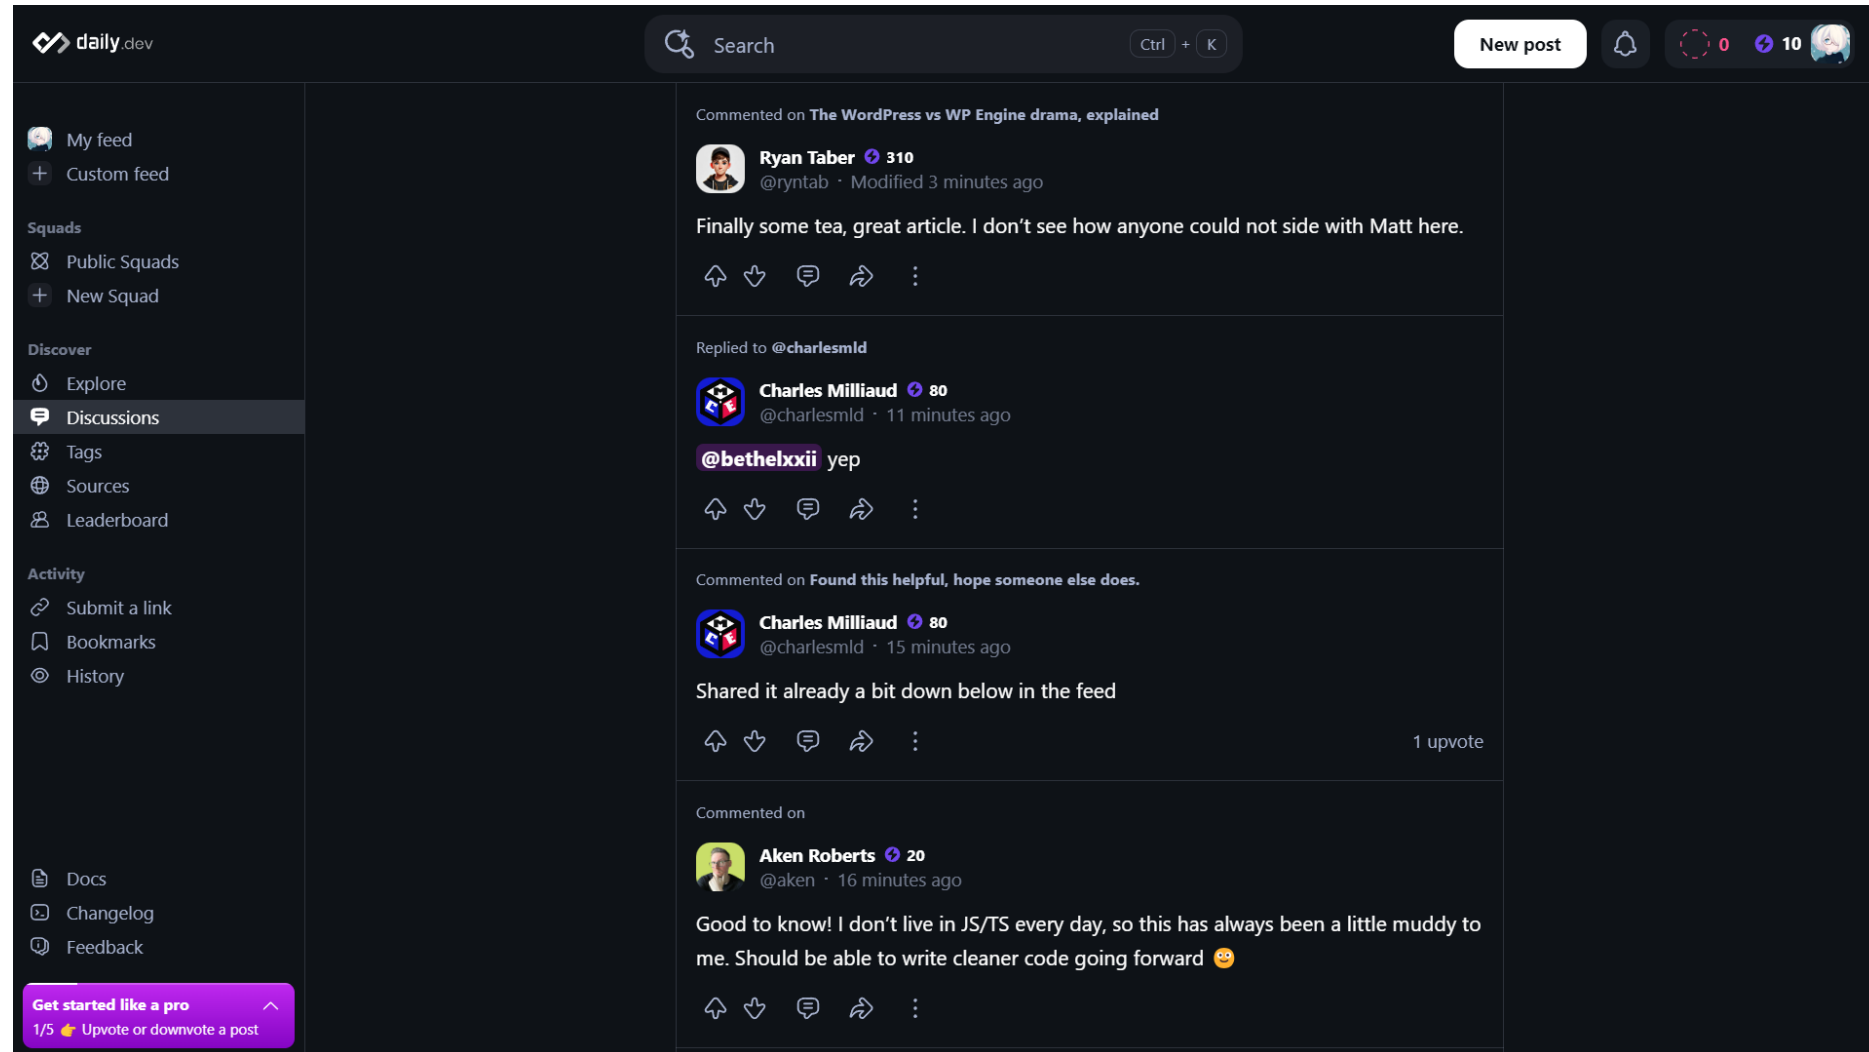 daily.dev
Search
Ctrl + K
New post
0
10
My feed
Custom feed
Squads
Public Squads
New Squad
Discover
Explore
Discussions
Tags
Sources
Leaderboard
Activity
Submit a link
Bookmarks
History
Docs
Changelog
Feedback
Get started like a pro
1/5 👉 Upvote or downvote a post
Commented on The WordPress vs WP Engine drama, explained
Ryan Taber 310
@ryntab · Modified 3 minutes ago
Finally some tea, great article. I don’t see how anyone could not side with Matt here.
Replied to @charlesmld
Charles Milliaud 80
@charlesmld · 11 minutes ago
@bethelxxii yep
Commented on Found this helpful, hope someone else does.
Charles Milliaud 80
@charlesmld · 15 minutes ago
Shared it already a bit down below in the feed
1 upvote
Commented on
Aken Roberts 20
@aken · 16 minutes ago
Good to know! I don’t live in JS/TS every day, so this has always been a little muddy to
me. Should be able to write cleaner code going forward 🙂